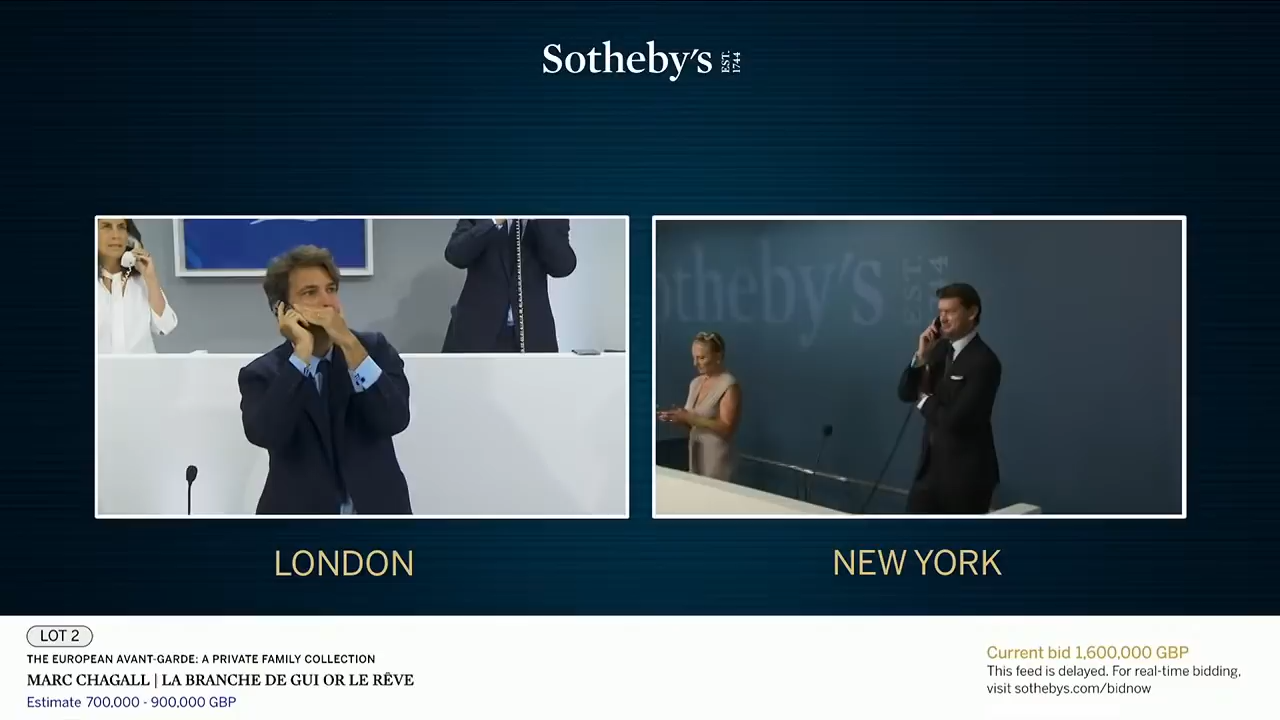 Sotheby's EST. 1744
otheby's EST.
LONDON
NEW YORK
LOT 2
THE EUROPEAN AVANT-GARDE: A PRIVATE FAMILY COLLECTION
MARC CHAGALL | LA BRANCHE DE GUI OR LE RÊVE
Estimate 700,000 - 900,000 GBP
Current bid 1,600,000 GBP
This feed is delayed. For real-time bidding,
visit sothebys.com/bidnow